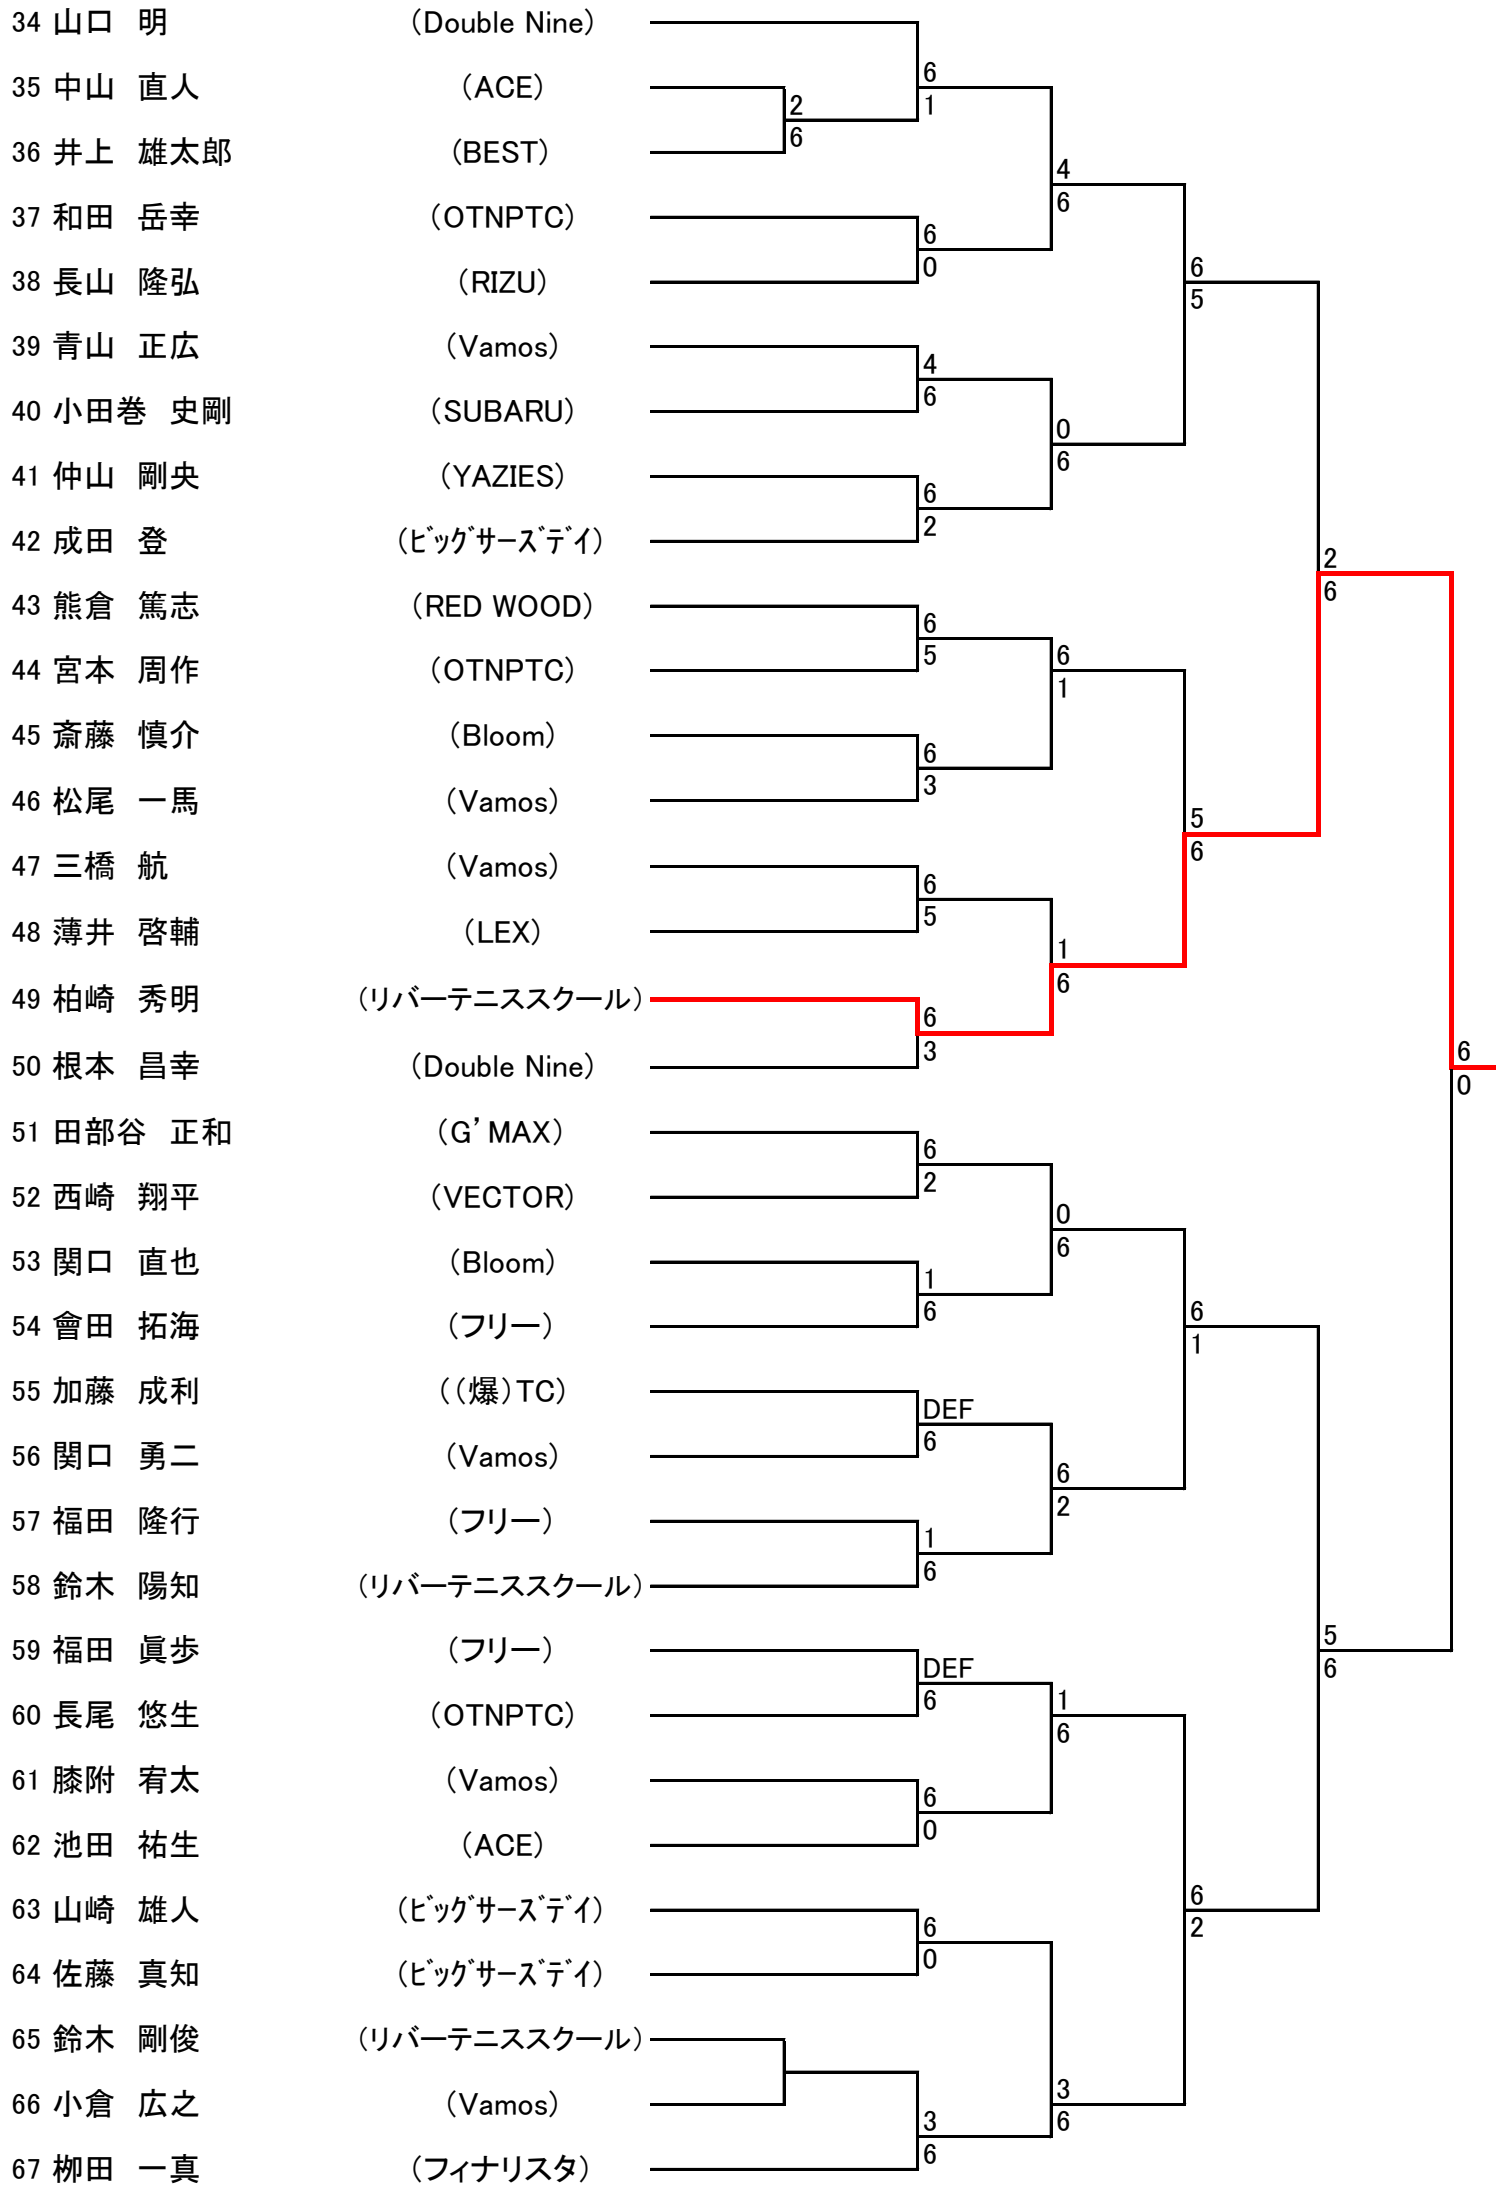 34 山口　明 （Double Nine）
6
35 中山　直人 （ACE）
2 1
6
36 井上　雄太郎 （BEST）
4
6
37 和田　岳幸 （OTNPTC）
6
0
38 長山　隆弘 （RIZU）
6
5
39 青山　正広 （Vamos）
4
6
40 小田巻　史剛 （SUBARU）
0
6
41 仲山　剛央 （YAZIES）
6
2
42 成田　登 （ﾋﾞｯｸﾞｻｰｽﾞﾃﾞｲ）
2
6
43 熊倉　篤志 （RED WOOD）
6
5
44 宮本　周作 （OTNPTC）
6
1
45 斎藤　慎介 （Bloom）
6
3
46 松尾　一馬 （Vamos）
5
6
47 三橋　航 （Vamos）
6
5
48 薄井　啓輔 （LEX）
1
6
49 柏崎　秀明 （リバーテニススクール）
6
3
50 根本　昌幸 （Double Nine）
6
0
51 田部谷　正和 （G’MAX）
6
2
52 西崎　翔平 （VECTOR）
0
6
53 関口　直也 （Bloom）
1
6
54 會田　拓海 （フリー）
6
1
55 加藤　成利 （（爆）TC）
DEF
6
56 関口　勇二 （Vamos）
6
2
57 福田　隆行 （フリー）
1
6
58 鈴木　陽知 （リバーテニススクール）
5
6
59 福田　眞歩 （フリー）
DEF
6
60 長尾　悠生 （OTNPTC）
1
6
61 膝附　宥太 （Vamos）
6
0
62 池田　祐生 （ACE）
6
2
63 山崎　雄人 （ﾋﾞｯｸﾞｻｰｽﾞﾃﾞｲ）
6
0
64 佐藤　真知 （ﾋﾞｯｸﾞｻｰｽﾞﾃﾞｲ）
65 鈴木　剛俊 （リバーテニススクール）
3
6
66 小倉　広之 （Vamos）
3
6
67 栁田　一真 （フィナリスタ）